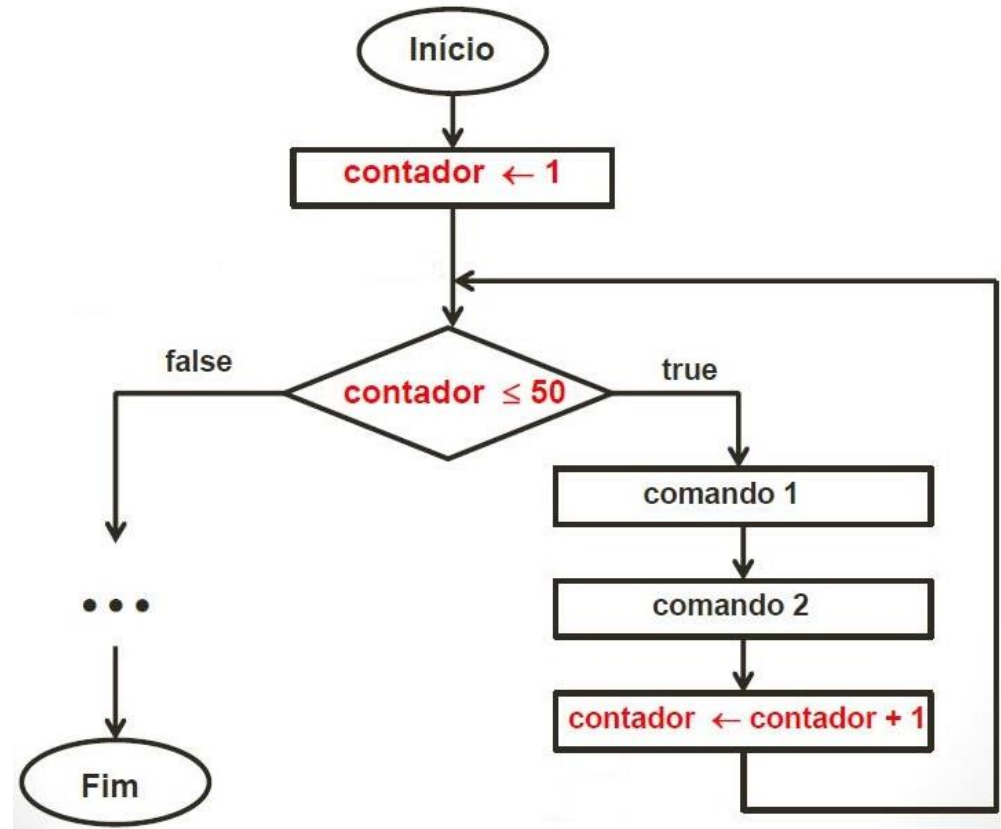 Início
contador ← 1
false
true
contador ≤ 50
comando 1
comando 2
contador ← contador + 1
• • •
Fim